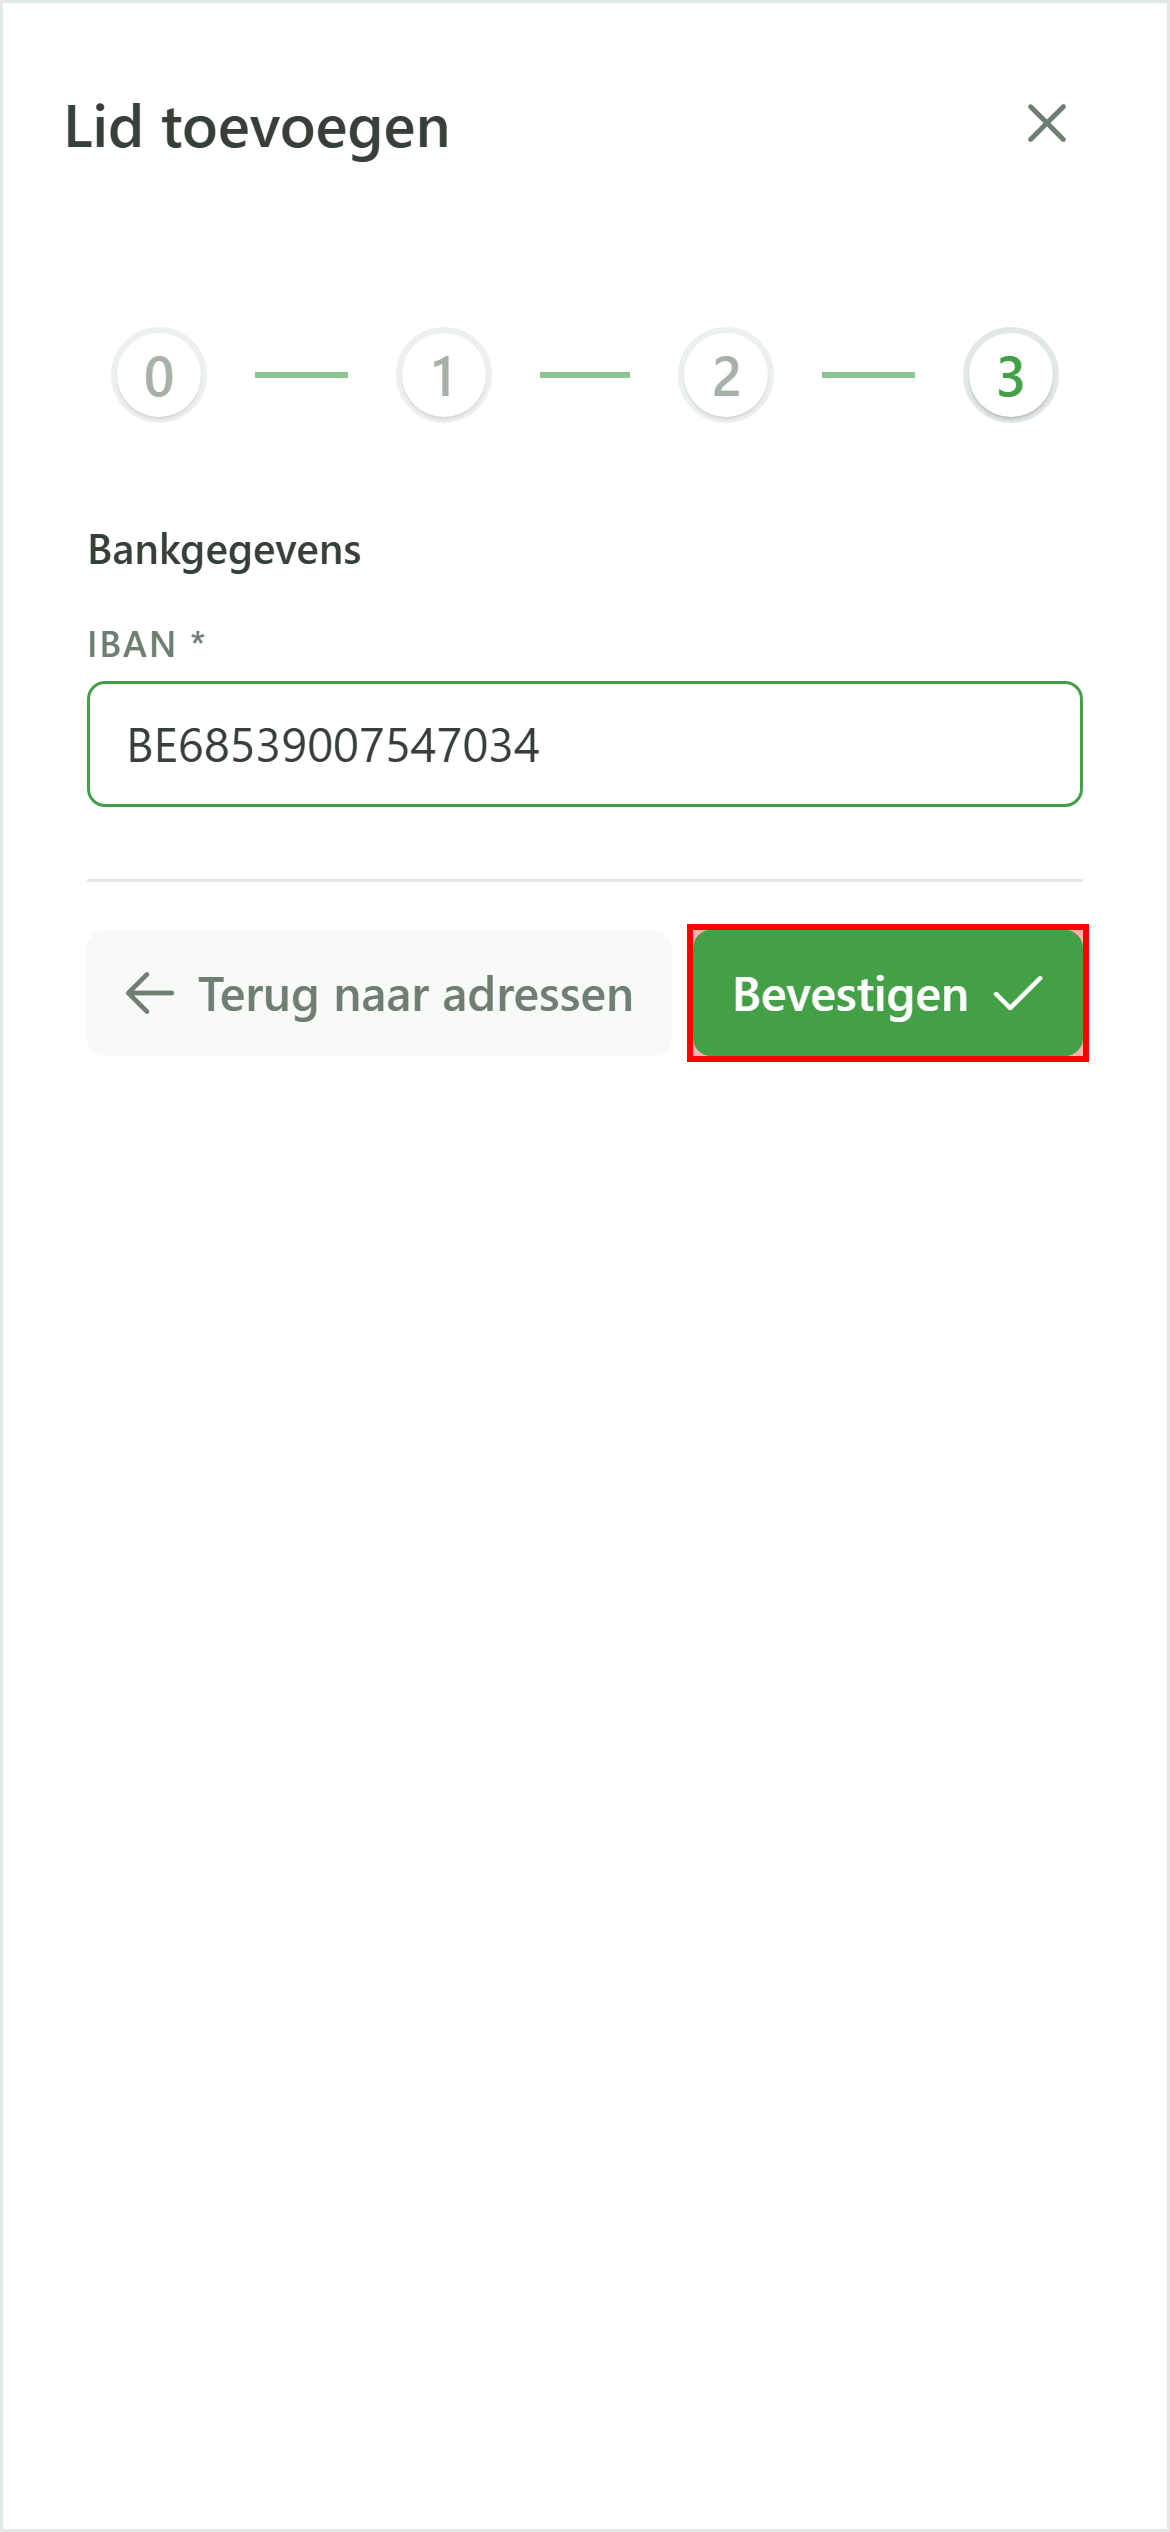 Lid toevoegen
0 1 2 3
Bankgegevens
IBAN *
BE68539007547034
Terug naar adressen Bevestigen